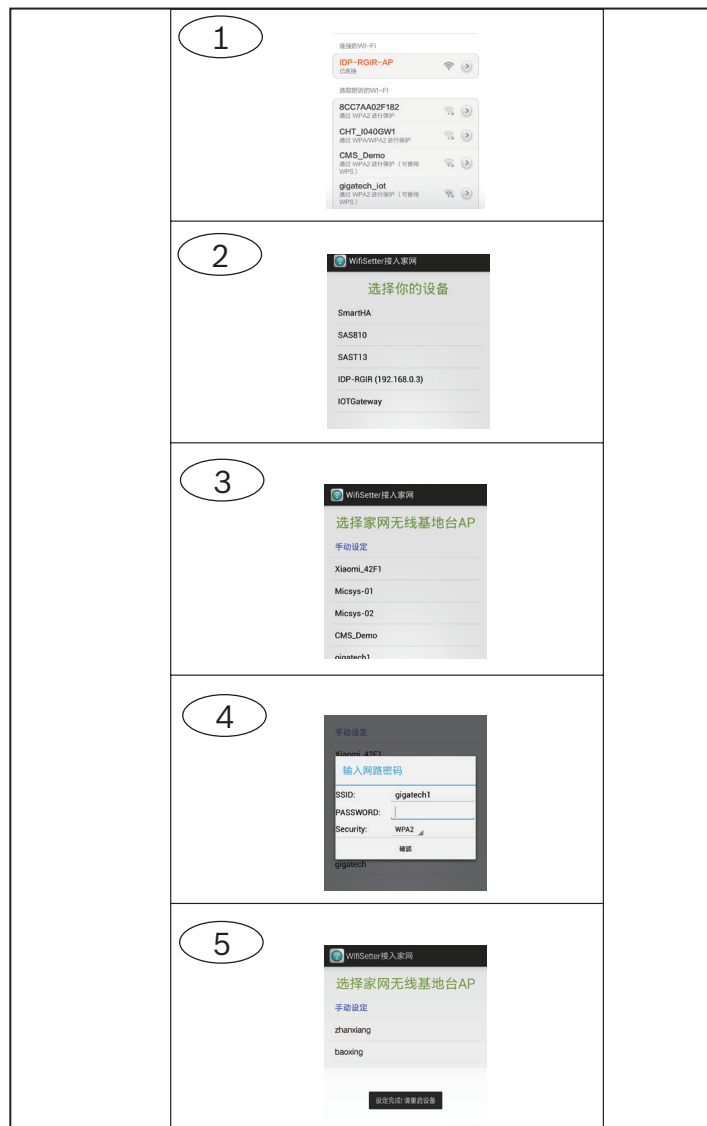 1
连接的WI-FI
IDP-RGIR-AP
已连接
选取附近的WI-FI
8CC7AA02F182
通过 WPA2 进行保护
CHT_I040GW1
通过 WPA/WPA2 进行保护
CMS_Demo
通过 WPA2 进行保护（可使用
WPS）
gigatech_iot
通过 WPA2 进行保护（可使用
WPS）
2
WifiSetter接入家网
选择你的设备
SmartHA
SAS810
SAST13
IDP-RGIR (192.168.0.3)
IOTGateway
3
WifiSetter接入家网
选择家网无线基地台AP
手动设定
Xiaomi_42F1
Micsys-01
Micsys-02
CMS_Demo
gigatech1
4
手动设定
Xiaomi_42F1
输入网路密码
SSID: gigatech1
PASSWORD:
Security: WPA2
確認
gigatech
5
WifiSetter接入家网
选择家网无线基地台AP
手动设定
zhanxiang
baoxing
设定完成! 请重启设备